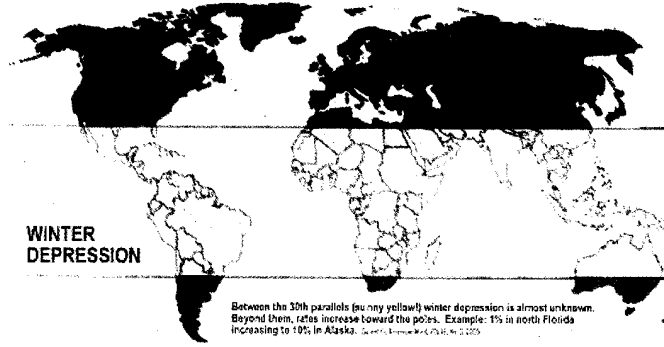 WINTER
DEPRESSION
Between the 30th parallels (sunny yellow!) winter depression is almost unknown.
Beyond them, rates increase toward the poles. Example: 1% in north Florida
increasing to 10% in Alaska.